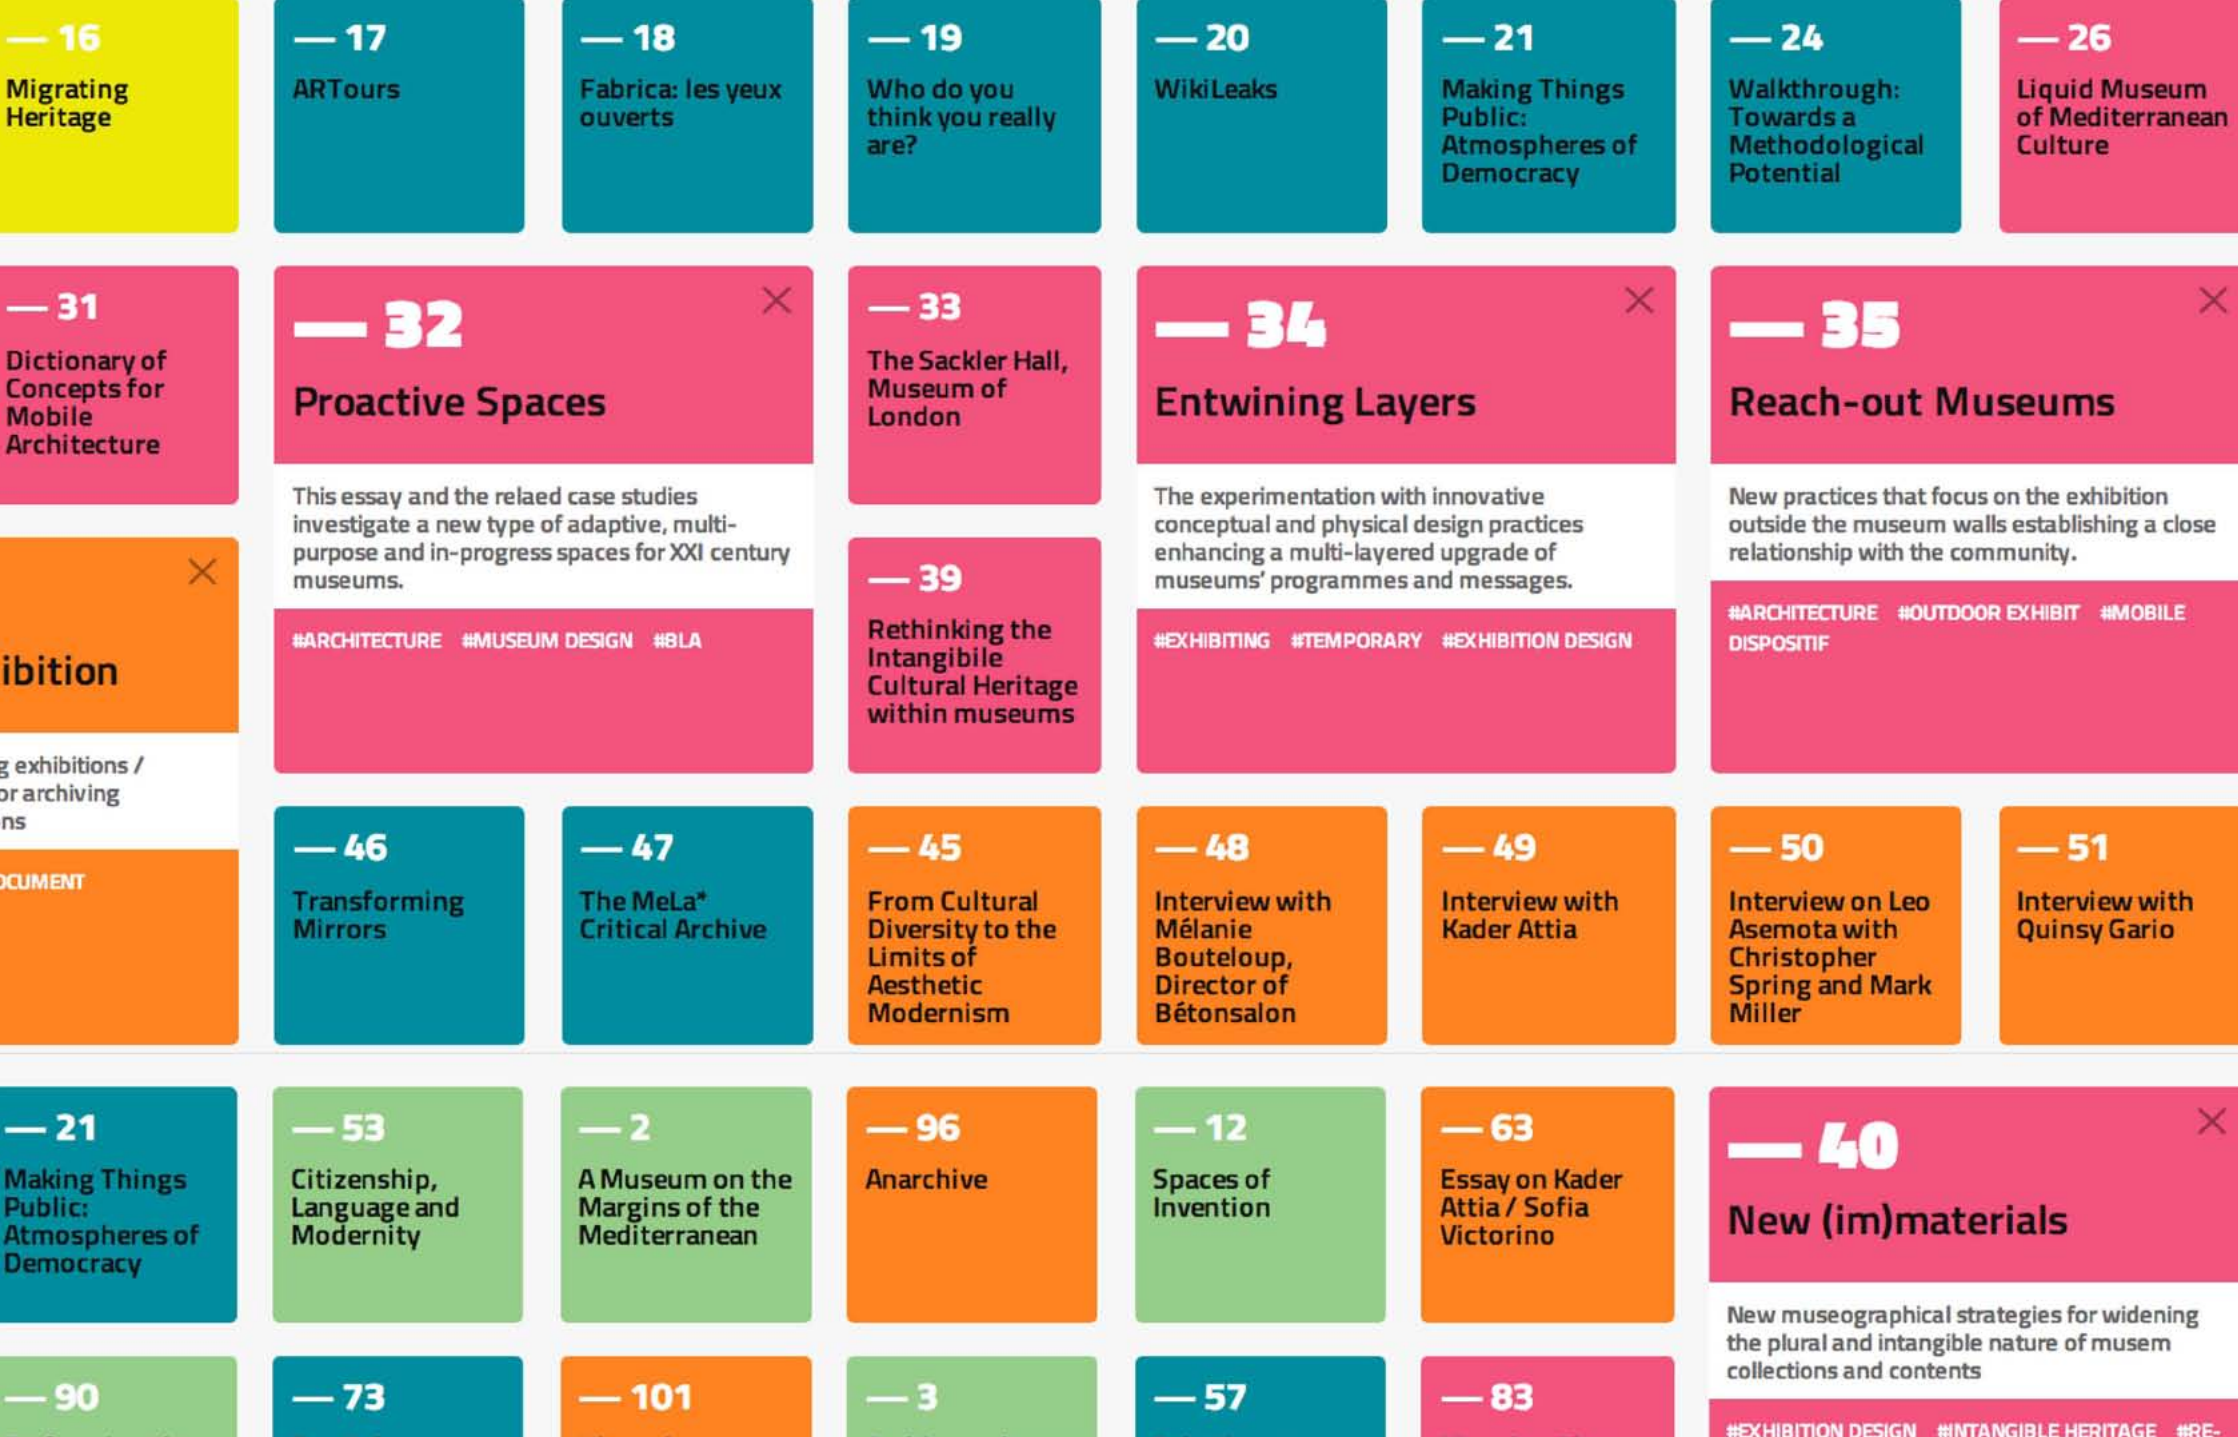 — 16
Migrating
Heritage
— 17
ARTours
— 18
Fabrica: les yeux
ouverts
— 19
Who do you
think you really
are?
— 20
WikiLeaks
— 21
Making Things
Public:
Atmospheres of
Democracy
— 24
Walkthrough:
Towards a
Methodological
Potential
— 26
Liquid Museum
of Mediterranean
Culture
— 31
Dictionary of
Concepts for
Mobile
Architecture
— 32
Proactive Spaces
This essay and the relaed case studies
investigate a new type of adaptive, multi-
purpose and in-progress spaces for XXI century
museums.
#ARCHITECTURE #MUSEUM DESIGN #BLA
— 33
The Sackler Hall,
Museum of
London
— 34
Entwining Layers
The experimentation with innovative
conceptual and physical design practices
enhancing a multi-layered upgrade of
museums' programmes and messages.
#EXHIBITING #TEMPORARY #EXHIBITION DESIGN
— 35
Reach-out Museums
New practices that focus on the exhibition
outside the museum walls establishing a close
relationship with the community.
#ARCHITECTURE #OUTDOOR EXHIBIT #MOBILE
DISPOSITIF
ibition
g exhibitions /
or archiving
ns
OCUMENT
— 39
Rethinking the
Intangibile
Cultural Heritage
within museums
— 46
Transforming
Mirrors
— 47
The MeLa*
Critical Archive
— 45
From Cultural
Diversity to the
Limits of
Aesthetic
Modernism
— 48
Interview with
Mélanie
Bouteloup,
Director of
Bétonsalon
— 49
Interview with
Kader Attia
— 50
Interview on Leo
Asemota with
Christopher
Spring and Mark
Miller
— 51
Interview with
Quinsy Gario
— 21
Making Things
Public:
Atmospheres of
Democracy
— 53
Citizenship,
Language and
Modernity
— 2
A Museum on the
Margins of the
Mediterranean
— 96
Anarchive
— 12
Spaces of
Invention
— 63
Essay on Kader
Attia / Sofia
Victorino
— 40
New (im)materials
New museographical strategies for widening
the plural and intangible nature of musem
collections and contents
#EXHIBITION DESIGN #INTANGIBLE HERITAGE #RE-
— 90
— 73
— 101
— 3
— 57
— 83